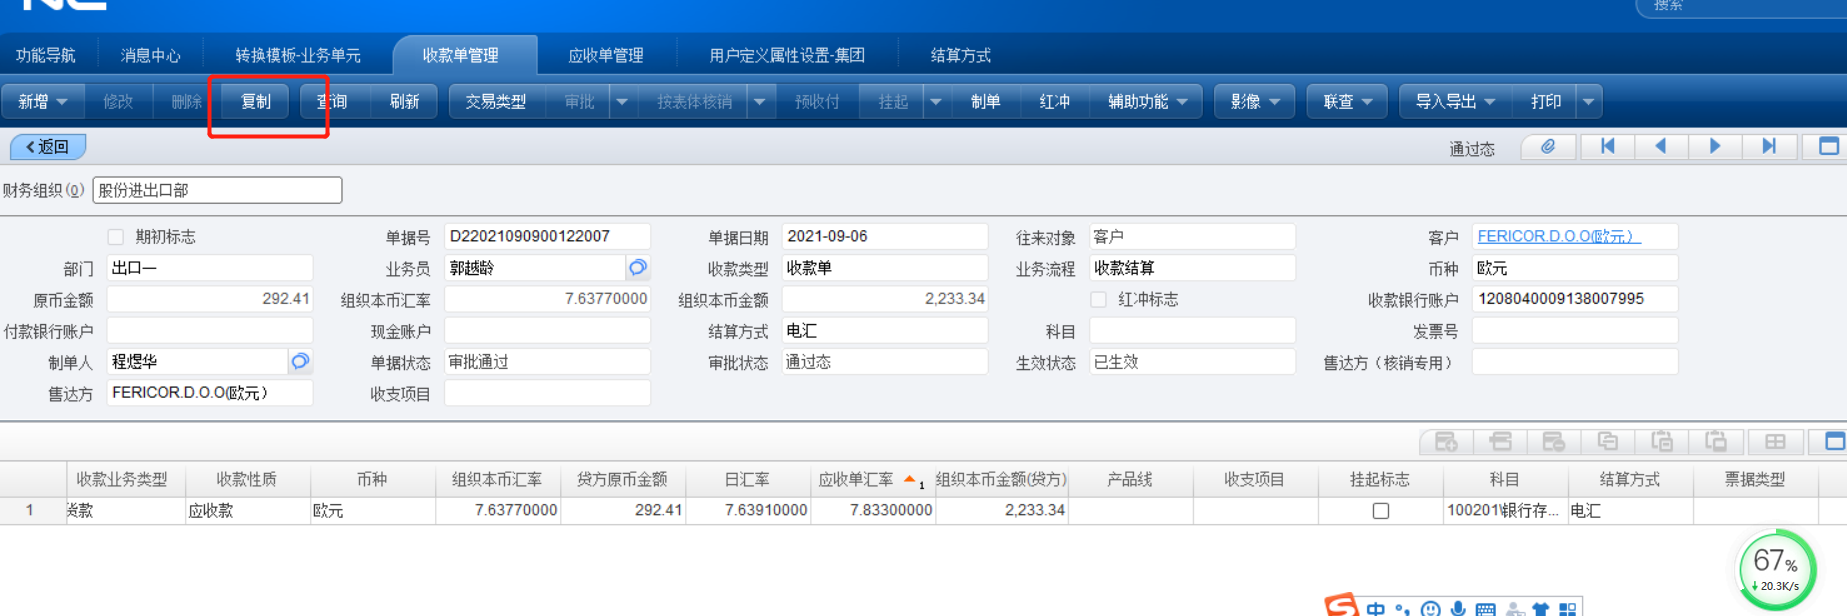 NC
搜索
功能导航 消息中心 转换模板-业务单元 收款单管理 应收单管理 用户定义属性设置-集团 结算方式
新增 修改 删除 复制 查询 刷新 交易类型 审批 按表体核销 预收付 挂起 制单 红冲 辅助功能 影像 联查 导入导出 打印
返回 通过态
财务组织(O) 股份进出口部
期初标志 单据号 D22021090900122007 单据日期 2021-09-06 往来对象 客户 客户 FERICOR.D.O.O(欧元)
部门 出口一 业务员 郭越龄 收款类型 收款单 业务流程 收款结算 币种 欧元
原币金额 292.41 组织本币汇率 7.63770000 组织本币金额 2,233.34 红冲标志 收款银行账户 1208040009138007995
付款银行账户 现金账户 结算方式 电汇 科目 发票号
制单人 程煜华 单据状态 审批通过 审批状态 通过态 生效状态 已生效 售达方（核销专用）
售达方 FERICOR.D.O.O(欧元) 收支项目
收款业务类型 收款性质 币种 组织本币汇率 贷方原币金额 日汇率 应收单汇率 1 组织本币金额(贷方) 产品线 收支项目 挂起标志 科目 结算方式 票据类型
1 货款 应收款 欧元 7.63770000 292.41 7.63910000 7.83300000 2,233.34 100201\银行存... 电汇
67%
20.3K/s
S 中